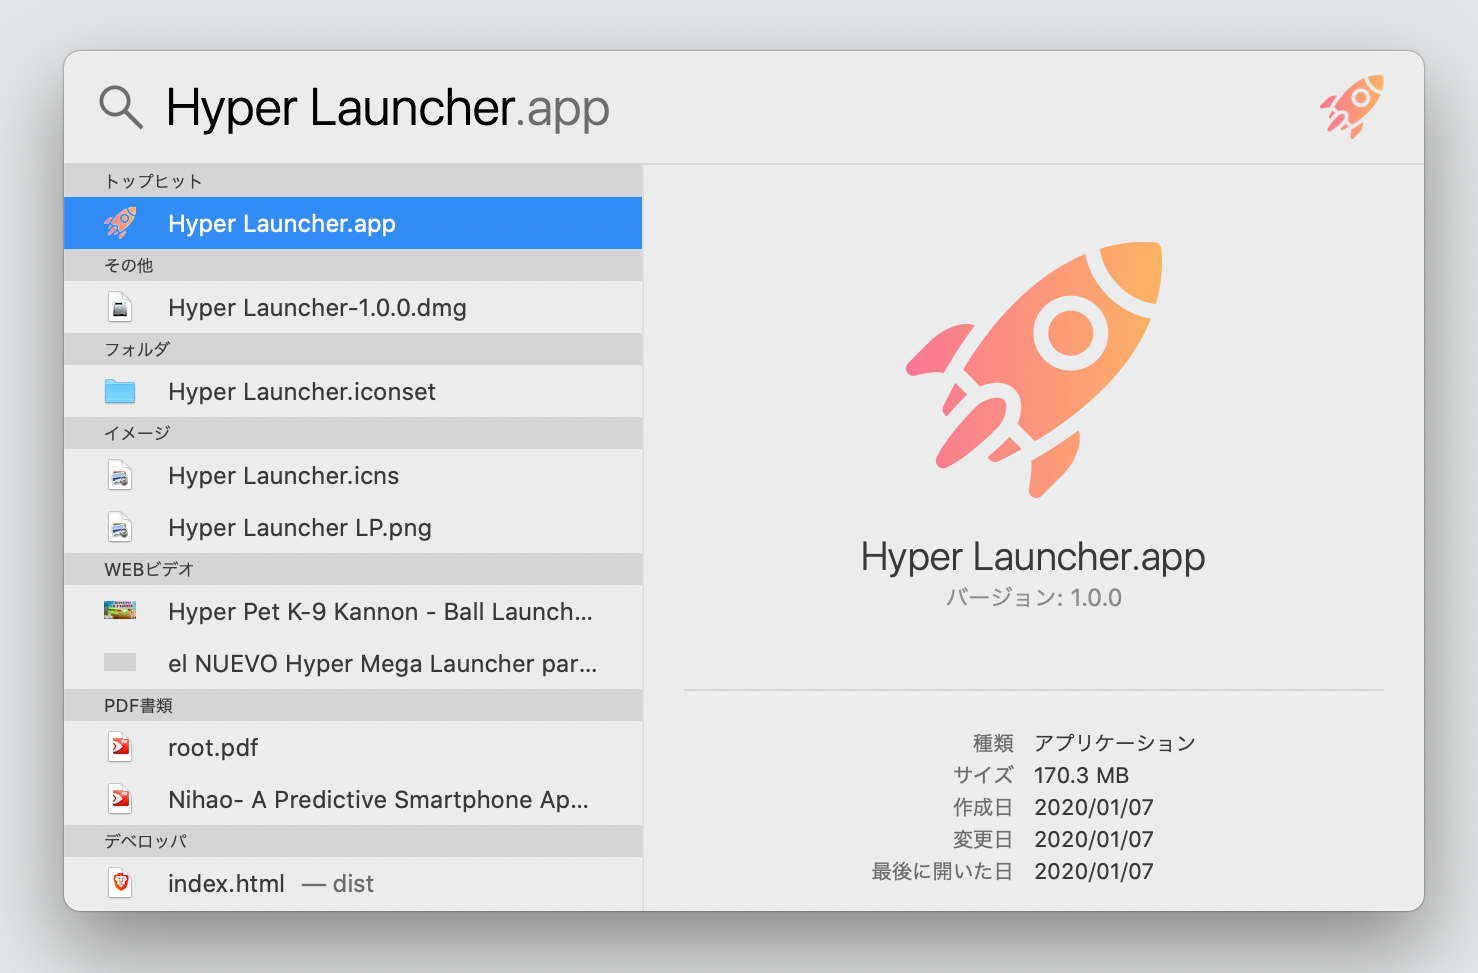 Hyper Launcher.app
トップヒット
Hyper Launcher.app
その他
Hyper Launcher-1.0.0.dmg
フォルダ
Hyper Launcher.iconset
イメージ
Hyper Launcher.icns
Hyper Launcher LP.png
WEBビデオ
Hyper Pet K-9 Kannon - Ball Launch...
el NUEVO Hyper Mega Launcher par...
PDF書類
root.pdf
Nihao- A Predictive Smartphone Ap...
デベロッパ
index.html — dist
Hyper Launcher.app
バージョン: 1.0.0
種類 アプリケーション
サイズ 170.3 MB
作成日 2020/01/07
変更日 2020/01/07
最後に開いた日 2020/01/07